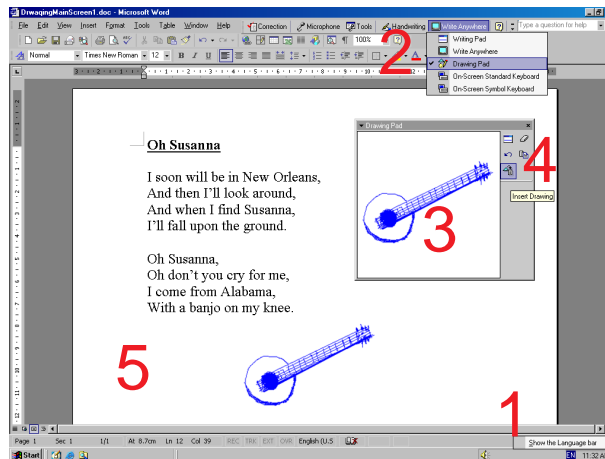 DrwaqingMainScreen1.doc - Microsoft Word
File Edit View Insert Format Tools Table Window Help Correction Microphone Tools Handwriting Write Anywhere Type a question for help
100%
Normal Times New Roman 12 B I U A
2
Writing Pad
Write Anywhere
Drawing Pad
On-Screen Standard Keyboard
On-Screen Symbol Keyboard
Drawing Pad
4
Insert Drawing
3
Oh Susanna
I soon will be in New Orleans,
And then I'll look around,
And when I find Susanna,
I'll fall upon the ground.
Oh Susanna,
Oh don't you cry for me,
I come from Alabama,
With a banjo on my knee.
5
1
Show the Language bar
Page 1 Sec 1 1/1 At 8.7cm Ln 12 Col 39 REC TRK EXT OVR English (U.S
Start EN 11:32 A